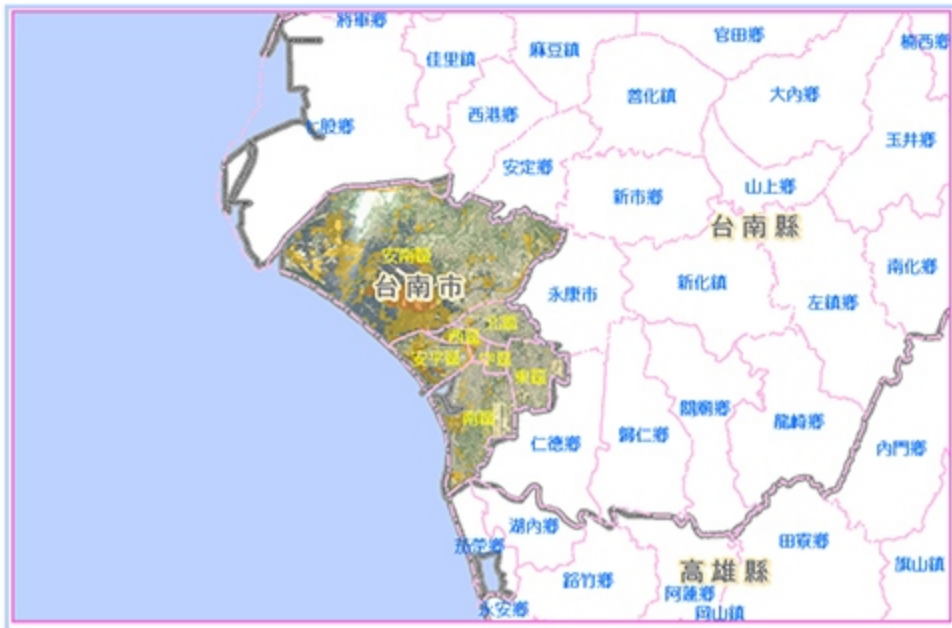 將軍鄉
佳里鎮
麻豆鎮
官田鄉
楠西鄉
七股鄉
西港鄉
善化鎮
大內鄉
玉井鄉
安定鄉
新市鄉
山上鄉
台南縣
安南區
台南市
永康市
新化鎮
左鎮鄉
南化鄉
北區
西區
安平區
中區
東區
南區
仁德鄉
歸仁鄉
關廟鄉
龍崎鄉
內門鄉
湖內鄉
茄萣鄉
田寮鄉
路竹鄉
高雄縣
旗山鎮
阿蓮鄉
永安鄉
岡山鎮